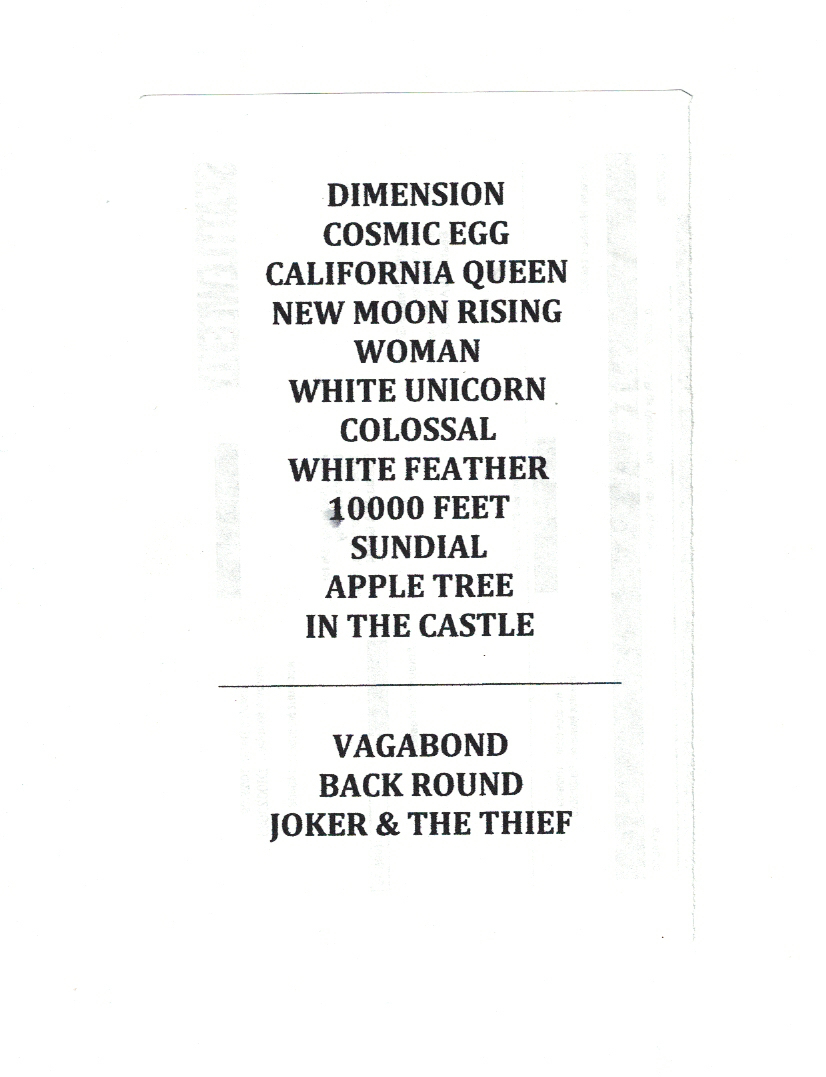 DIMENSION
COSMIC EGG
CALIFORNIA QUEEN
NEW MOON RISING
WOMAN
WHITE UNICORN
COLOSSAL
WHITE FEATHER
10000 FEET
SUNDIAL
APPLE TREE
IN THE CASTLE
VAGABOND
BACK ROUND
JOKER & THE THIEF